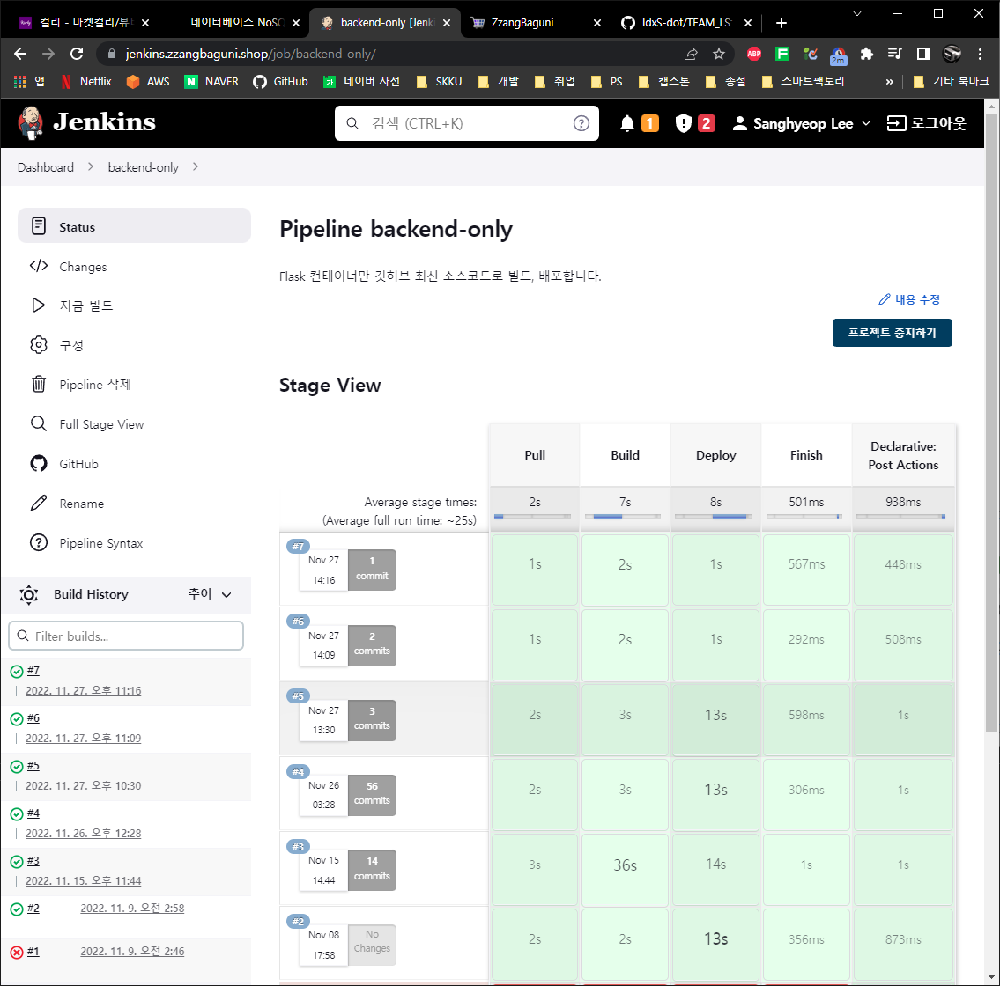 컬리 - 마켓컬리/뷰
데이터베이스 NoSQ
backend-only [Jenki
ZzangBaguni
IdxS-dot/TEAM_LS:
jenkins.zzangbaguni.shop/job/backend-only/
ABP
F
2m
앱
Netflix
AWS
NAVER
GitHub
네이버 사전
SKKU
개발
취업
PS
캡스톤
종설
스마트팩토리
»
기타 북마크
Jenkins
검색 (CTRL+K)
1
2
Sanghyeop Lee
로그아웃
Dashboard
backend-only
Status
Changes
지금 빌드
구성
Pipeline 삭제
Full Stage View
GitHub
Rename
Pipeline Syntax
Build History
추이
Filter builds...
#7
2022. 11. 27. 오후 11:16
#6
2022. 11. 27. 오후 11:09
#5
2022. 11. 27. 오후 10:30
#4
2022. 11. 26. 오후 12:28
#3
2022. 11. 15. 오후 11:44
#2 2022. 11. 9. 오전 2:58
#1 2022. 11. 9. 오전 2:46
Pipeline backend-only
Flask 컨테이너만 깃허브 최신 소스코드로 빌드, 배포합니다.
내용 수정
프로젝트 중지하기
Stage View
Pull
Build
Deploy
Finish
Declarative:
Post Actions
Average stage times:
(Average full run time: ~25s)
2s
7s
8s
501ms
938ms
#7
Nov 27
14:16
1
commit
1s
2s
1s
567ms
448ms
#6
Nov 27
14:09
2
commits
1s
2s
1s
292ms
508ms
#5
Nov 27
13:30
3
commits
2s
3s
13s
598ms
1s
#4
Nov 26
03:28
56
commits
2s
3s
13s
306ms
1s
#3
Nov 15
14:44
14
commits
3s
36s
14s
1s
1s
#2
Nov 08
17:58
No
Changes
2s
2s
13s
356ms
873ms